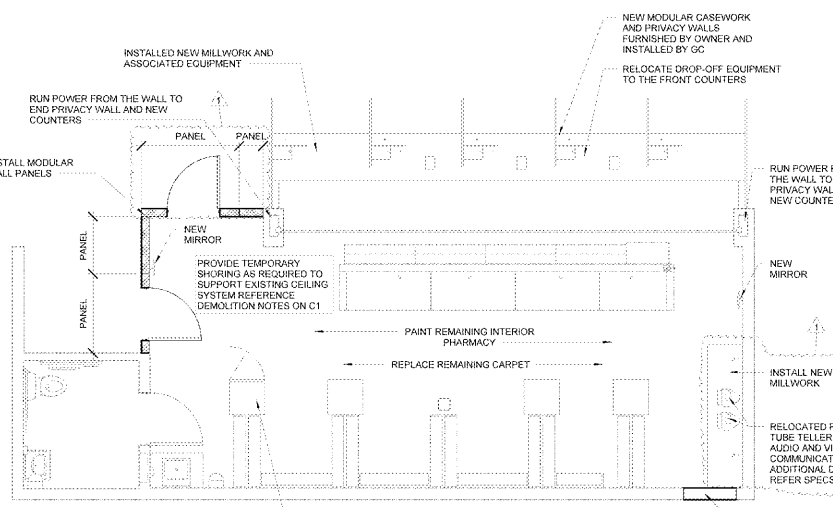 NEW MODULAR CASEWORK
AND PRIVACY WALLS
FURNISHED BY OWNER AND
INSTALLED BY GC
INSTALLED NEW MILLWORK AND
ASSOCIATED EQUIPMENT
RELOCATE DROP-OFF EQUIPMENT
TO THE FRONT COUNTERS
RUN POWER FROM THE WALL TO
END PRIVACY WALL AND NEW
COUNTERS
PANEL
PANEL
STALL MODULAR
ALL PANELS
RUN POWER F
THE WALL TO
PRIVACY WAL
NEW COUNTE
PANEL
NEW
MIRROR
PROVIDE TEMPORARY
SHORING AS REQUIRED TO
SUPPORT EXISTING CEILING
SYSTEM REFERENCE
DEMOLITION NOTES ON C1
NEW
MIRROR
PANEL
PAINT REMAINING INTERIOR
PHARMACY
REPLACE REMAINING CARPET
INSTALL NEW
MILLWORK
RELOCATED P
TUBE TELLER
AUDIO AND VI
COMMUNICAT
ADDITIONAL D
REFER SPECS